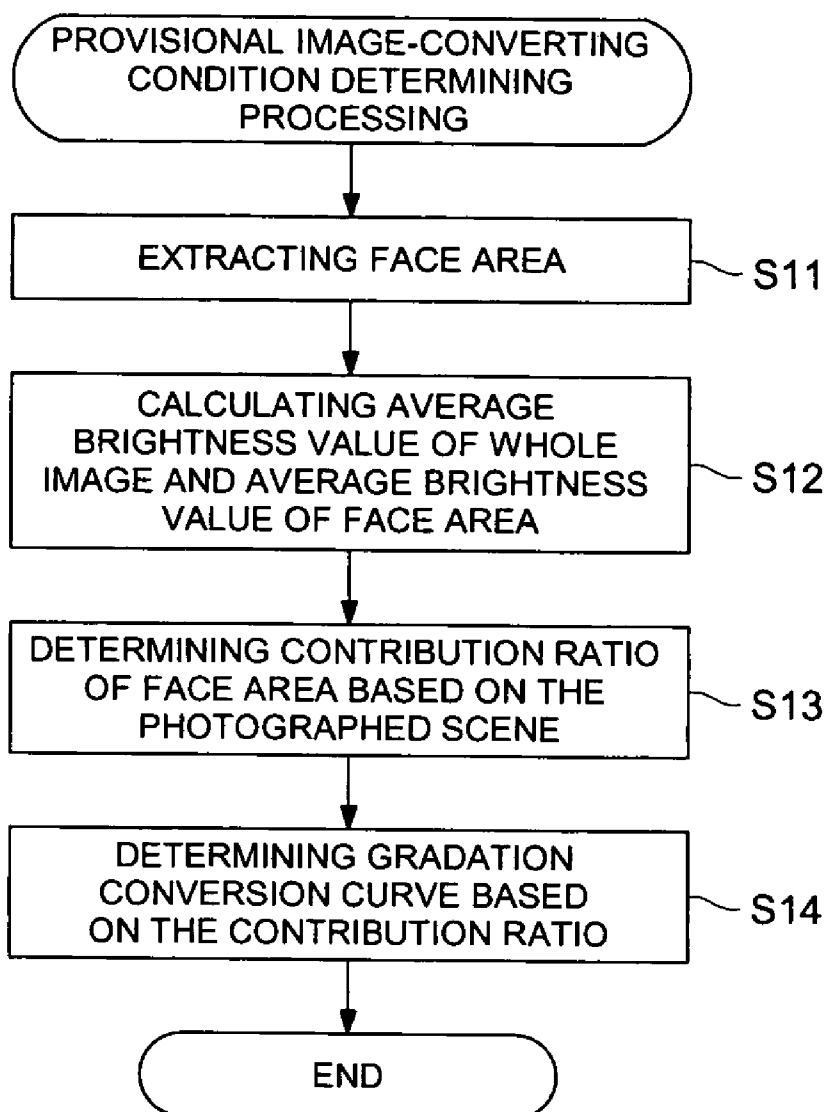 PROVISIONAL IMAGE-CONVERTING
CONDITION DETERMINING
PROCESSING
EXTRACTING FACE AREA
S11
CALCULATING AVERAGE
BRIGHTNESS VALUE OF WHOLE
IMAGE AND AVERAGE BRIGHTNESS
VALUE OF FACE AREA
S12
DETERMINING CONTRIBUTION RATIO
OF FACE AREA BASED ON THE
PHOTOGRAPHED SCENE
S13
DETERMINING GRADATION
CONVERSION CURVE BASED
ON THE CONTRIBUTION RATIO
S14
END